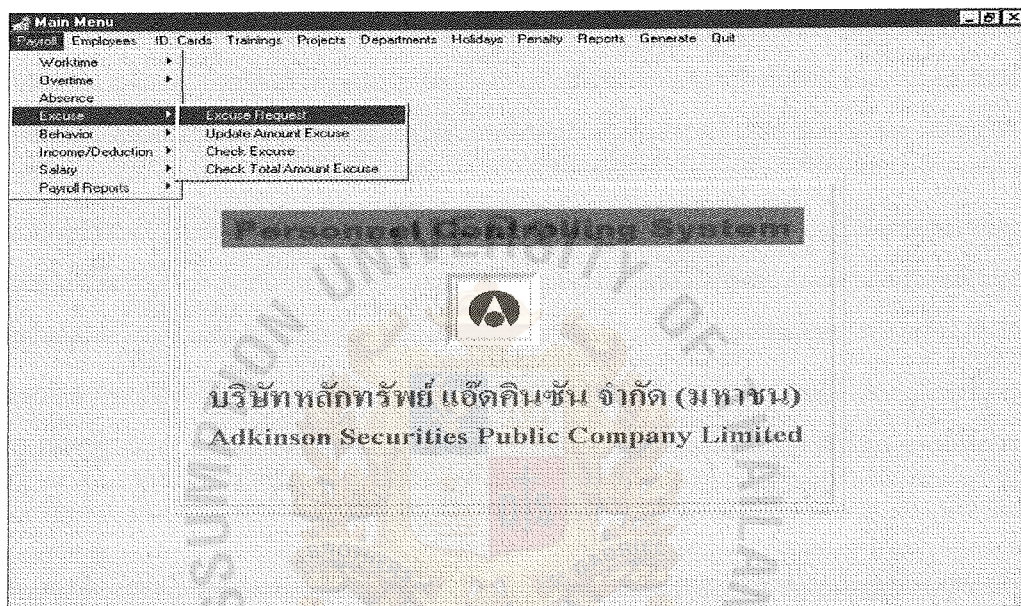 Main Menu
Payroll Employees ID. Cards Trainings Projects Departments Holidays Penalty Reports Generate Quit
Worktime
Overtime
Absence
Excuse
Behavior
Income/Deduction
Salary
Payroll Reports
Excuse Request
Update Amount Excuse
Check Excuse
Check Total Amount Excuse
Personnel Controlling System
บริษัทหลักทรัพย์ แอ๊ดคินซัน จำกัด (มหาชน)
Adkinson Securities Public Company Limited
UNIVERSITY OF